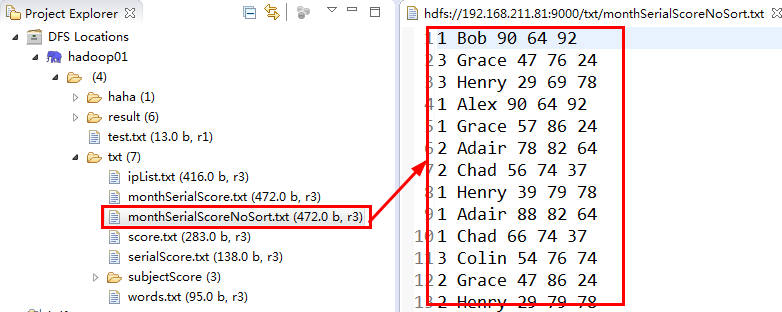 Project Explorer
DFS Locations
hadoop01
(4)
haha (1)
result (6)
test.txt (13.0 b, r1)
txt (7)
ipList.txt (416.0 b, r3)
monthSerialScore.txt (472.0 b, r3)
monthSerialScoreNoSort.txt (472.0 b, r3)
score.txt (283.0 b, r3)
serialScore.txt (138.0 b, r3)
subjectScore (3)
words.txt (95.0 b, r3)
hdfs://192.168.211.81:9000/txt/monthSerialScoreNoSort.txt
1 1 Bob 90 64 92
2 3 Grace 47 76 24
3 3 Henry 29 69 78
4 1 Alex 90 64 92
5 1 Grace 57 86 24
6 2 Adair 78 82 64
7 2 Chad 56 74 37
8 1 Henry 39 79 78
9 1 Adair 88 82 64
10 1 Chad 66 74 37
11 3 Colin 54 76 74
12 2 Grace 47 86 24
13 2 Henry 29 79 78